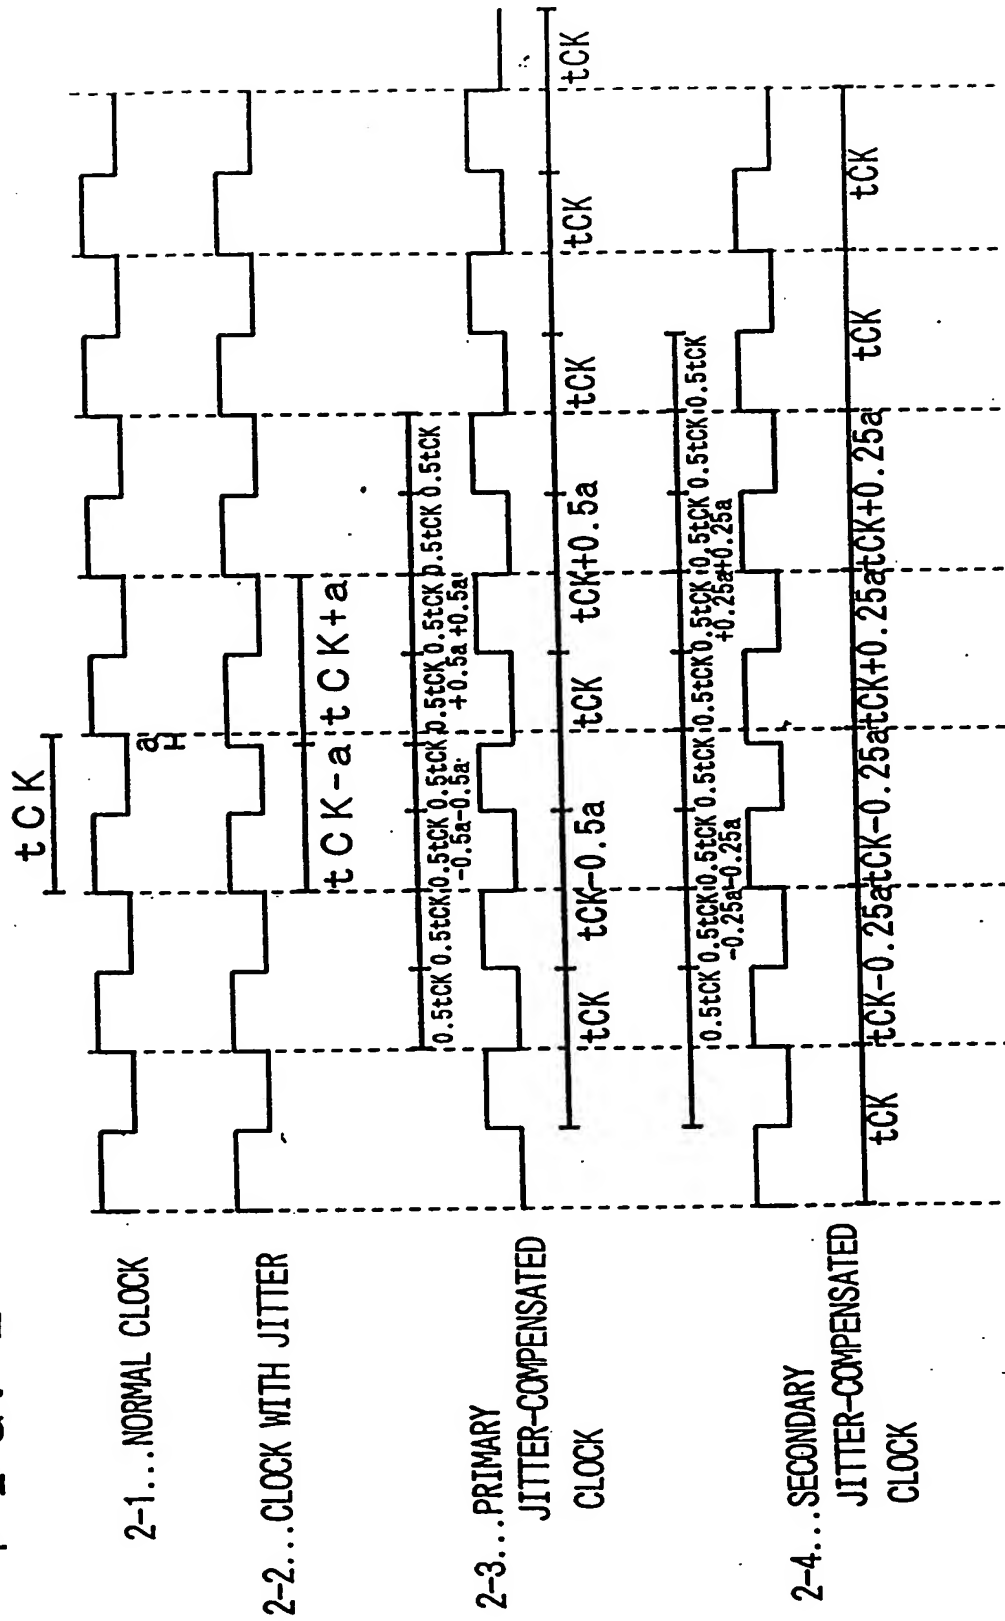 tCK
2-1...NORMAL CLOCK
a
2-2...CLOCK WITH JITTER
tCK-a tCK+a
0.5tCK 0.5tCK 0.5tCK 0.5tCK 0.5tCK 0.5tCK 0.5tCK 0.5tCK
-0.5a -0.5a +0.5a +0.5a
2-3...PRIMARY
JITTER-COMPENSATED
CLOCK
tCK tCK-0.5a tCK tCK+0.5a tCK tCK tCK
0.5tCK 0.5tCK 0.5tCK 0.5tCK 0.5tCK 0.5tCK 0.5tCK 0.5tCK 0.5tCK
-0.25a -0.25a +0.25a +0.25a
2-4...SECONDARY
JITTER-COMPENSATED
CLOCK
tCK tCK-0.25a tCK-0.25a tCK+0.25a tCK+0.25a tCK tCK